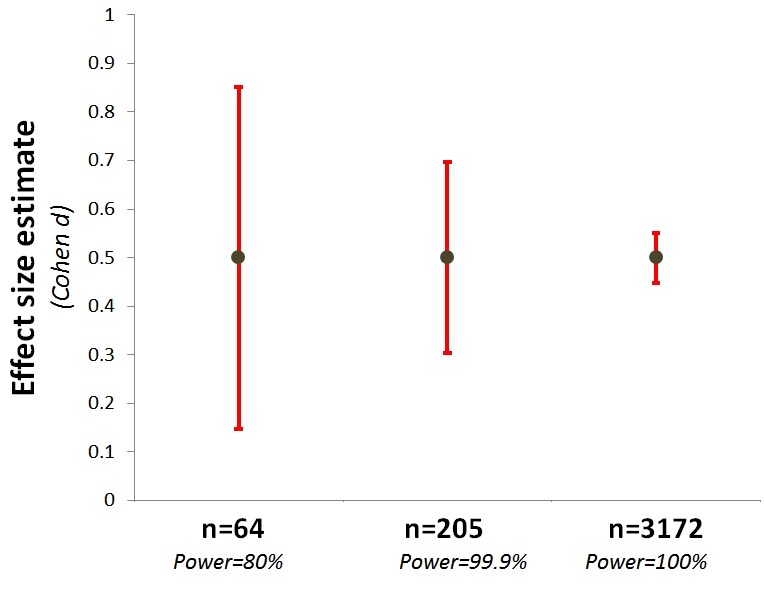 Effect size estimate
(Cohen d)
1
0.9
0.8
0.7
0.6
0.5
0.4
0.3
0.2
0.1
0
n=64 n=205 n=3172
Power=80% Power=99.9% Power=100%